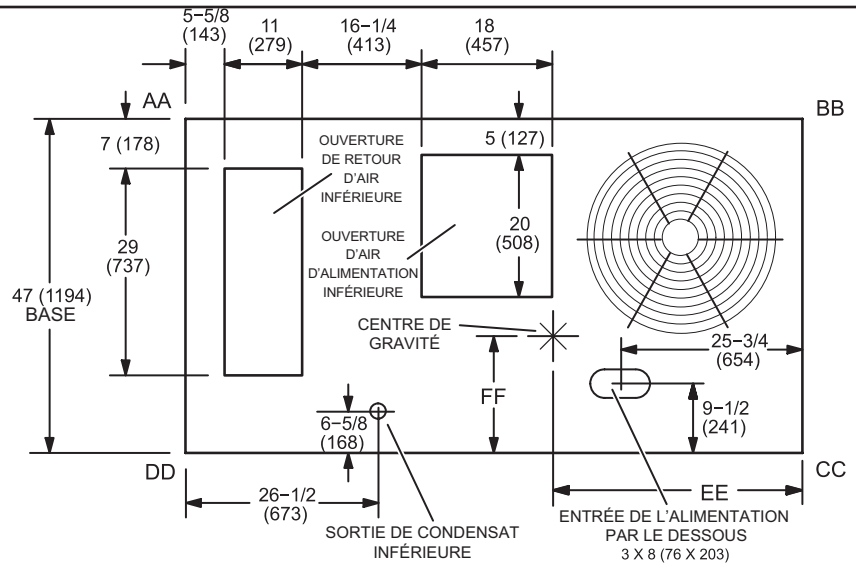 5−5/8
(143)
11
(279)
16−1/4
(413)
18
(457)
AA
BB
7 (178)
OUVERTURE
DE RETOUR
D'AIR
INFÉRIEURE
5 (127)
29
(737)
OUVERTURE
D'AIR
D'ALIMENTATION
INFÉRIEURE
20
(508)
47 (1194)
BASE
CENTRE DE
GRAVITÉ
25−3/4
(654)
FF
6−5/8
(168)
9−1/2
(241)
DD
CC
26−1/2
(673)
EE
SORTIE DE CONDENSAT
INFÉRIEURE
ENTRÉE DE L'ALIMENTATION
PAR LE DESSOUS
3 X 8 (76 X 203)